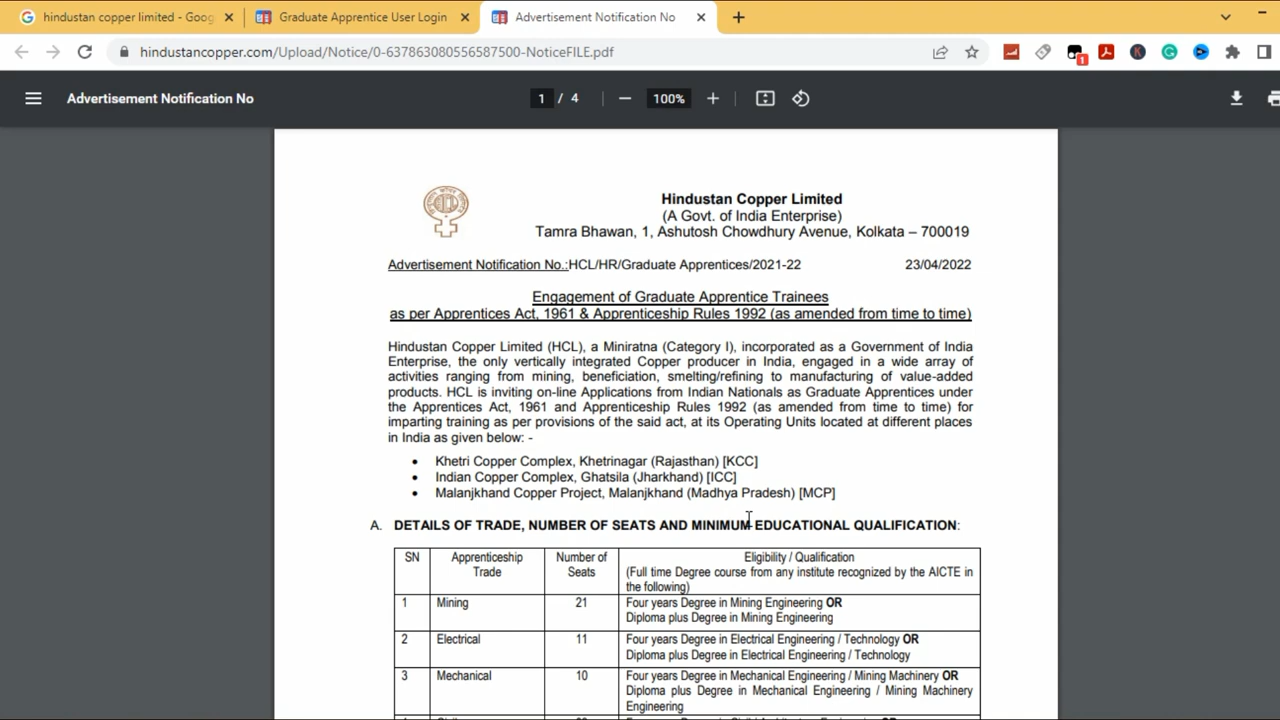 hindustan copper limited - Goog
Graduate Apprentice User Login
Advertisement Notification No
hindustancopper.com/Upload/Notice/0-637863080556587500-NoticeFILE.pdf
1
Advertisement Notification No
1 / 4
100%
Hindustan Copper Limited
(A Govt. of India Enterprise)
Tamra Bhawan, 1, Ashutosh Chowdhury Avenue, Kolkata – 700019
Advertisement Notification No.:HCL/HR/Graduate Apprentices/2021-22 23/04/2022
Engagement of Graduate Apprentice Trainees
as per Apprentices Act, 1961 & Apprenticeship Rules 1992 (as amended from time to time)
Hindustan Copper Limited (HCL), a Miniratna (Category I), incorporated as a Government of India
Enterprise, the only vertically integrated Copper producer in India, engaged in a wide array of
activities ranging from mining, beneficiation, smelting/refining to manufacturing of value-added
products. HCL is inviting on-line Applications from Indian Nationals as Graduate Apprentices under
the Apprentices Act, 1961 and Apprenticeship Rules 1992 (as amended from time to time) for
imparting training as per provisions of the said act, at its Operating Units located at different places
in India as given below: -
• Khetri Copper Complex, Khetrinagar (Rajasthan) [KCC]
• Indian Copper Complex, Ghatsila (Jharkhand) [ICC]
• Malanjkhand Copper Project, Malanjkhand (Madhya Pradesh) [MCP]
A. DETAILS OF TRADE, NUMBER OF SEATS AND MINIMUM EDUCATIONAL QUALIFICATION:
SN Apprenticeship Number of Eligibility / Qualification
Trade Seats (Full time Degree course from any institute recognized by the AICTE in
the following)
1 Mining 21 Four years Degree in Mining Engineering OR
Diploma plus Degree in Mining Engineering
2 Electrical 11 Four years Degree in Electrical Engineering / Technology OR
Diploma plus Degree in Electrical Engineering / Technology
3 Mechanical 10 Four years Degree in Mechanical Engineering / Mining Machinery OR
Diploma plus Degree in Mechanical Engineering / Mining Machinery
Engineering